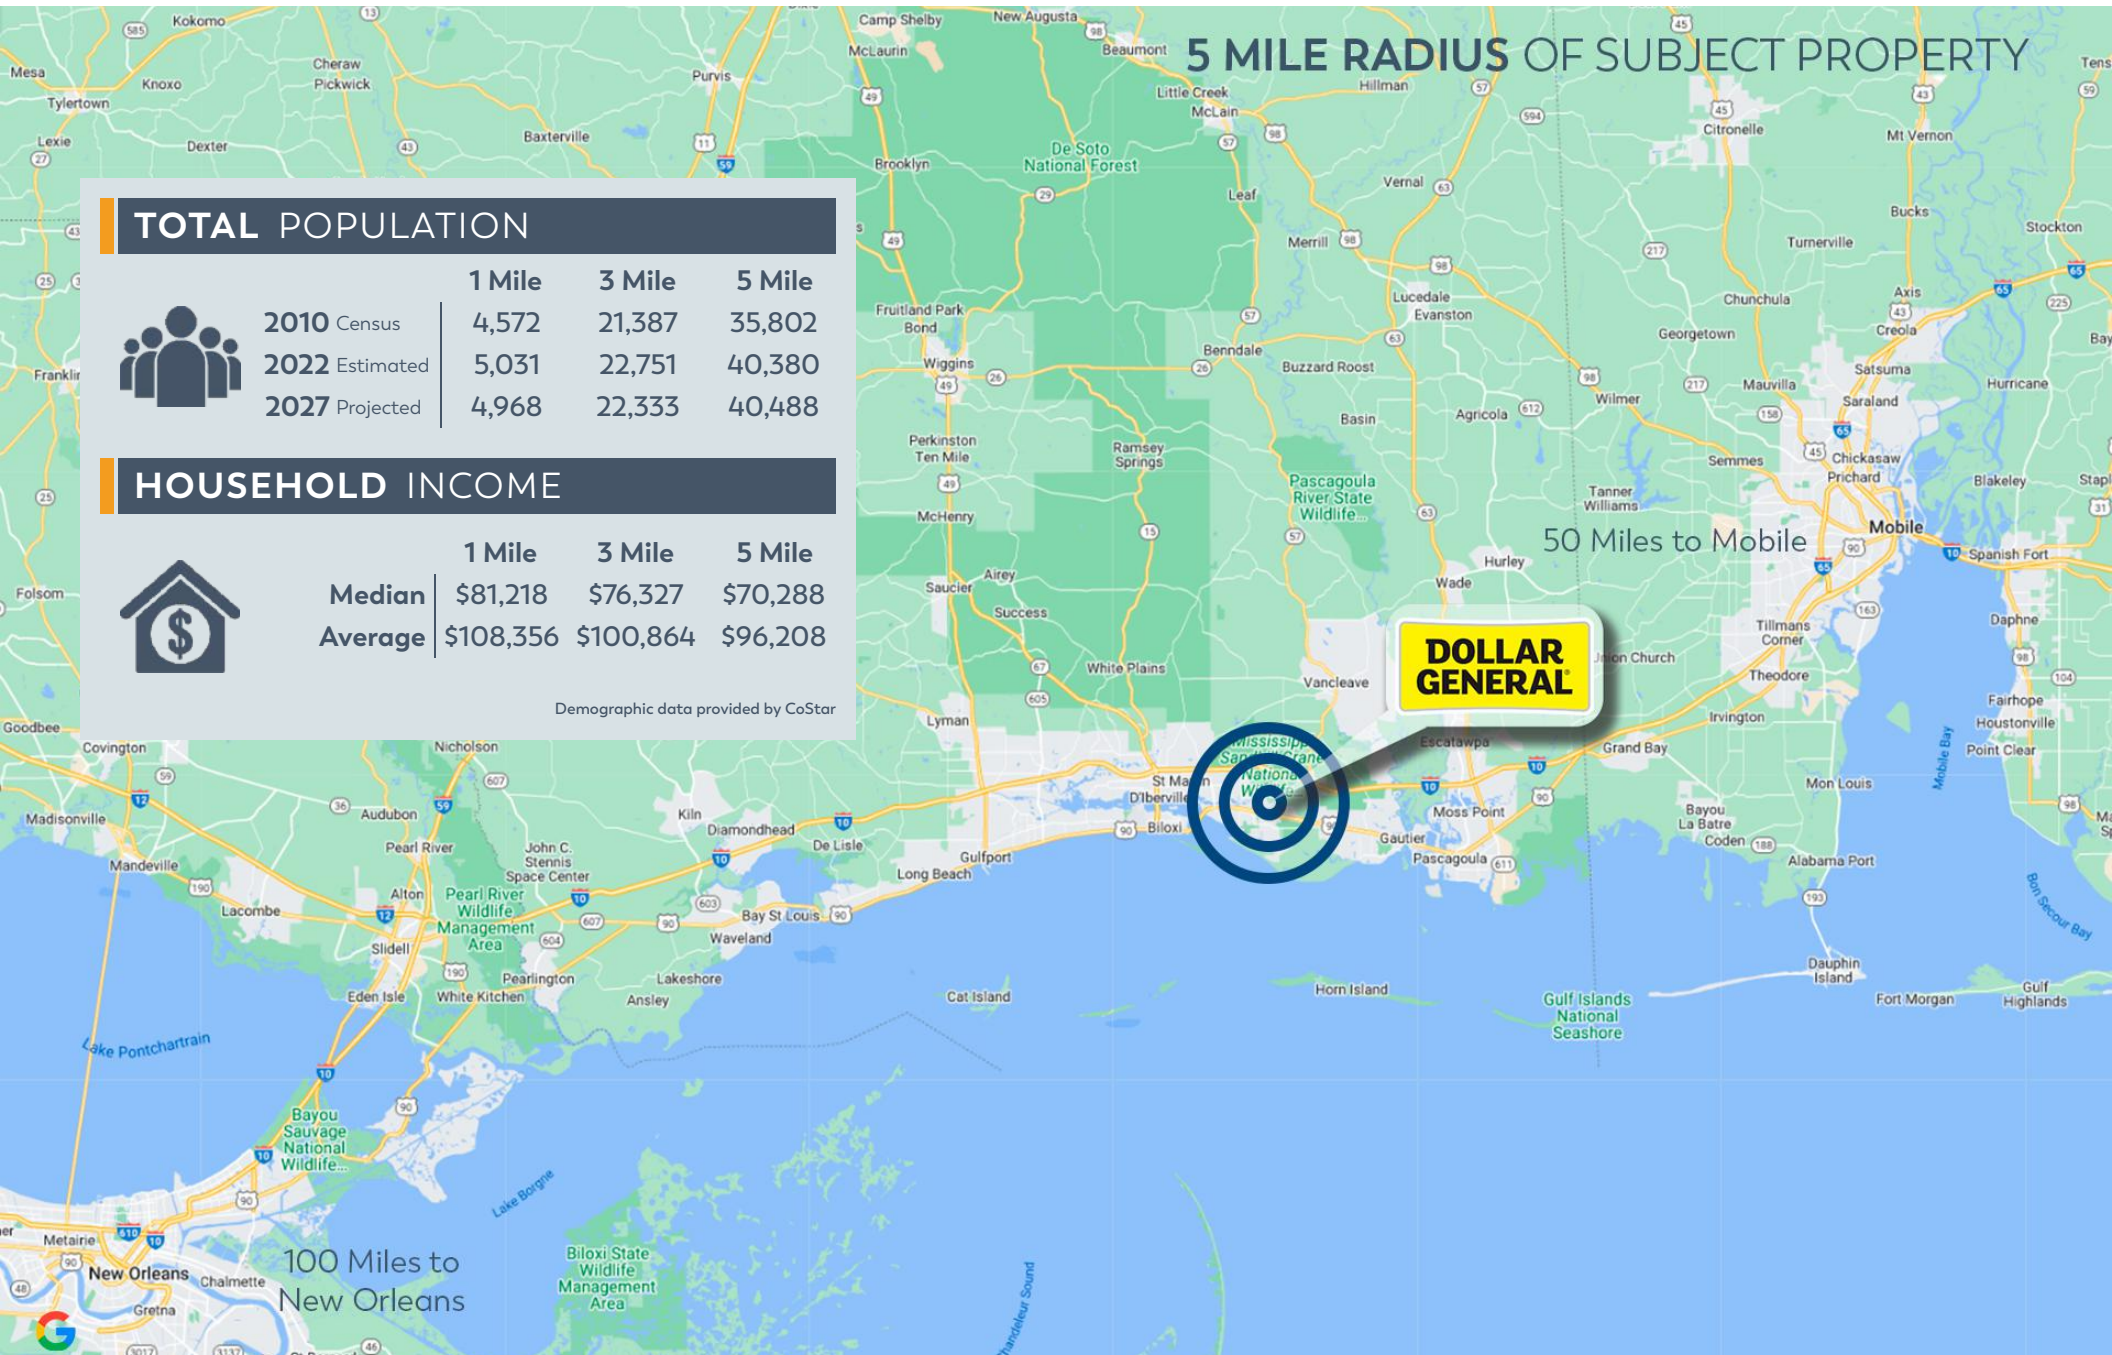 5 MILE RADIUS OF SUBJECT PROPERTY
TOTAL POPULATION
1 Mile 3 Mile 5 Mile
2010 Census 4,572 21,387 35,802
2022 Estimated 5,031 22,751 40,380
2027 Projected 4,968 22,333 40,488
HOUSEHOLD INCOME
1 Mile 3 Mile 5 Mile
Median $81,218 $76,327 $70,288
Average $108,356 $100,864 $96,208
Demographic data provided by CoStar
50 Miles to Mobile
DOLLAR
GENERAL
100 Miles to
New Orleans
Kokomo
Mesa
Knoxo
Tylertown
Lexie
Dexter
Cheraw
Pickwick
Baxterville
Purvis
Camp Shelby
McLaurin
New Augusta
Beaumont
Little Creek
McLain
Hillman
Citronelle
Mt Vernon
Brooklyn
De Soto
National Forest
Leaf
Vernal
Merrill
Bucks
Stockton
Turnerville
Fruitland Park
Bond
Wiggins
Benndale
Lucedale
Evanston
Buzzard Roost
Chunchula
Georgetown
Axis
Creola
Satsuma
Saraland
Hurricane
Mauvilla
Wilmer
Basin
Agricola
Perkinston
Ten Mile
Ramsey
Springs
Pascagoula
River State
Wildlife...
Semmes
Tanner
Williams
Chickasaw
Prichard
Blakeley
Mobile
Spanish Fort
McHenry
Airey
Saucier
Success
Hurley
Wade
Folsom
White Plains
Vancleave
Tillmans
Corner
Theodore
Daphne
Fairhope
Houstonville
Point Clear
Irvington
Grand Bay
Escatawpa
Lyman
Goodbee
Covington
Nicholson
Madisonville
Mandeville
Audubon
Pearl River
John C.
Stennis
Space Center
Kiln
Diamondhead
De Lisle
Long Beach
Gulfport
D'Iberville
Biloxi
Gautier
Pascagoula
Moss Point
Bayou
La Batre
Coden
Mon Louis
Mobile Bay
Alabama Port
Bon Secour Bay
Lacombe
Alton
Pearl River
Wildlife
Management
Area
Slidell
Bay St Louis
Waveland
Eden Isle
White Kitchen
Pearlington
Lakeshore
Ansley
Cat Island
Horn Island
Gulf Islands
National
Seashore
Dauphin
Island
Fort Morgan
Gulf
Highlands
Lake Pontchartrain
Bayou
Sauvage
National
Wildlife...
Lake Borgne
Biloxi State
Wildlife
Management
Area
Metairie
New Orleans
Chalmette
Gretna